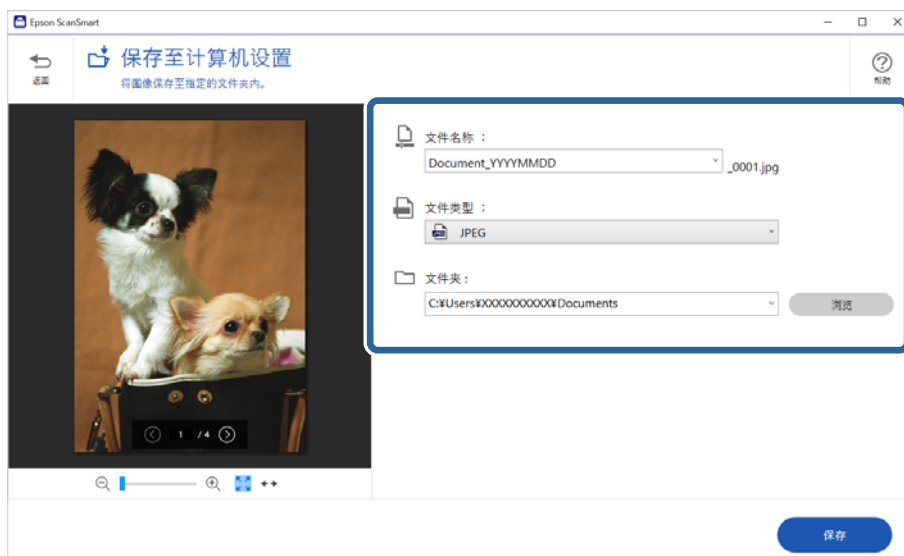 Epson ScanSmart
返回
保存至计算机设置
将图像保存至指定的文件夹内。
帮助
文件名称 ：
Document_YYYYMMDD
_0001.jpg
文件类型 ：
JPEG
文件夹：
C:¥Users¥XXXXXXXXXX¥Documents
浏览
1 / 4
保存